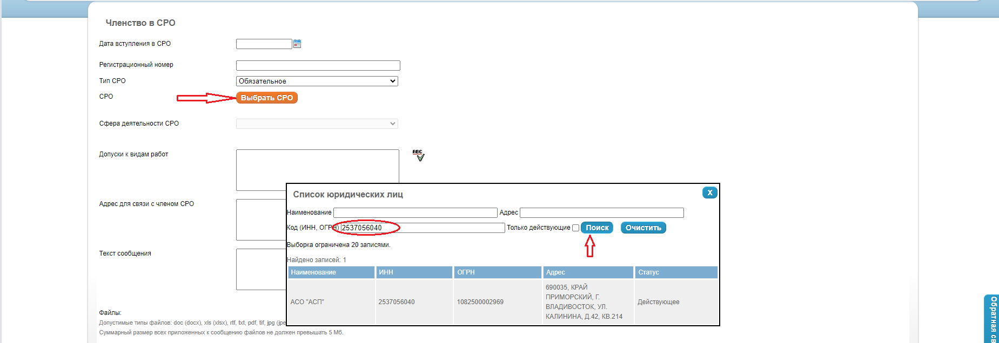 Членство в СРО
Дата вступления в СРО
Регистрационный номер
Тип СРО Обязательное
СРО Выбрать СРО
Сфера деятельности СРО
Допуски к видам работ ABC
Список юридических лиц X
Адрес для связи с членом СРО
Наименование Адрес
Код (ИНН, ОГРН) 2537056040 Только действующие Поиск Очистить
Выборка ограничена 20 записями.
Текст сообщения
Найдено записей: 1
Наименование ИНН ОГРН Адрес Статус
АСО "АСП" 2537056040 1082500002969 690035, КРАЙ
ПРИМОРСКИЙ, Г.
ВЛАДИВОСТОК, УЛ.
КАЛИНИНА, Д.42, КВ.214
Действующее
Файлы:
Допустимые типы файлов: doc (docx), xls (xlsx), rtf, txt, pdf, tif, jpg (jpe
Суммарный размер всех приложенных к сообщению файлов не должен превышать 5 Мб.
Обратная св